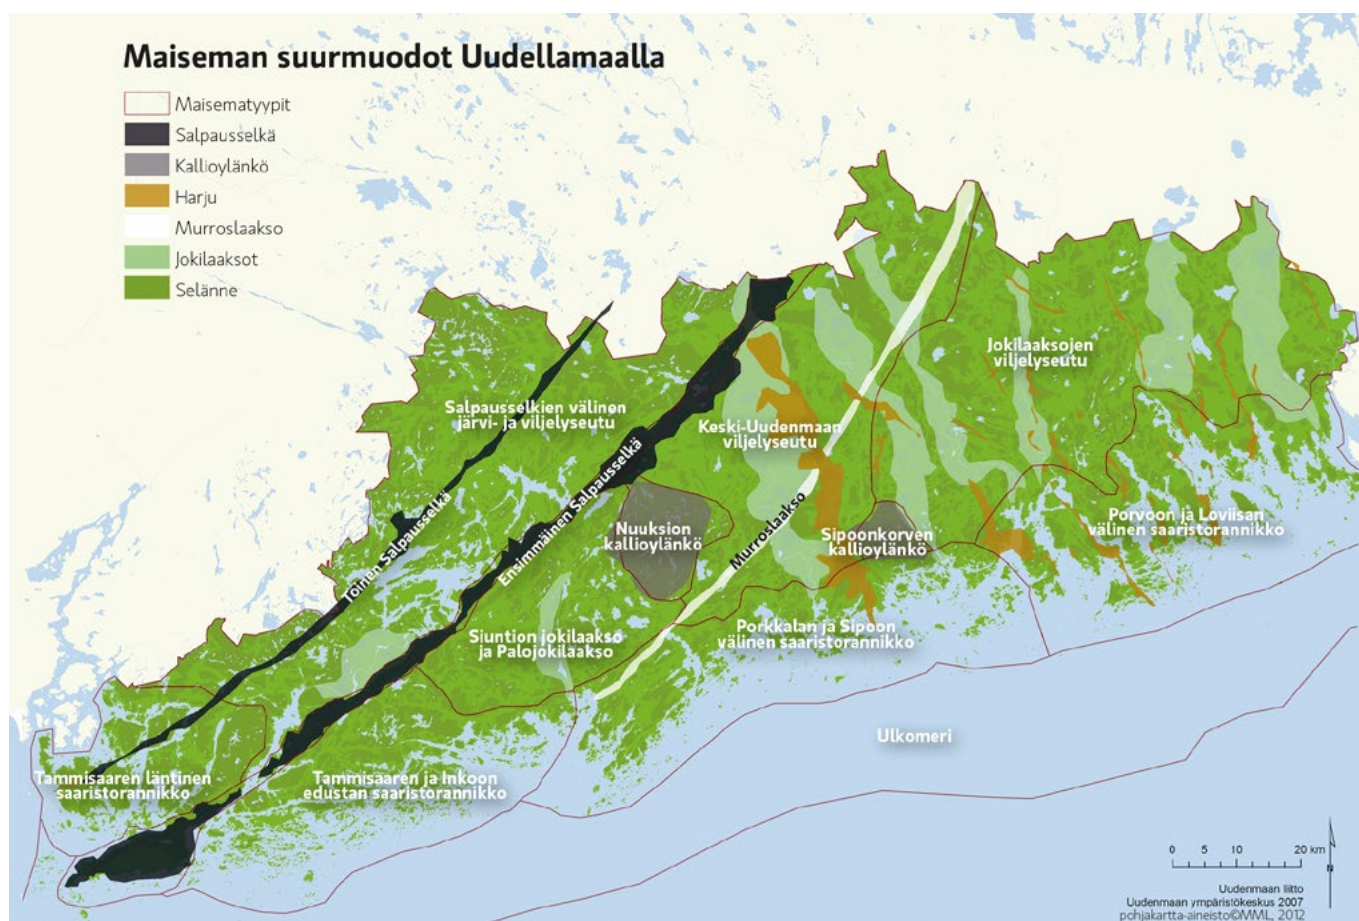 Maiseman suurmuodot Uudellamaalla
Maisematyypit
Salpausselkä
Kallioylänkö
Harju
Murroslaakso
Jokilaaksot
Selänne
Jokilaaksojen
viljelyseutu
Salpausselkien välinen
järvi- ja viljelyseutu
Keski-Uudenmaan
viljelyseutu
Toinen Salpausselkä
Ensimmäinen Salpausselkä
Nuuksion
kallioylänkö
Murroslaakso
Sipoonkorven
kallioylänkö
Porvoon ja Loviisan
välinen saaristorannikko
Siuntion jokilaakso
ja Palojokilaakso
Porkkalan ja Sipoon
välinen saaristorannikko
Ulkomeri
Tammisaaren läntinen
saaristorannikko
Tammisaaren ja Inkoon
edustan saaristorannikko
0 5 10 20 km
N
Uudenmaan liitto
Uudenmaan ympäristökeskus 2007
pohjakartta-aineisto©MML, 2012